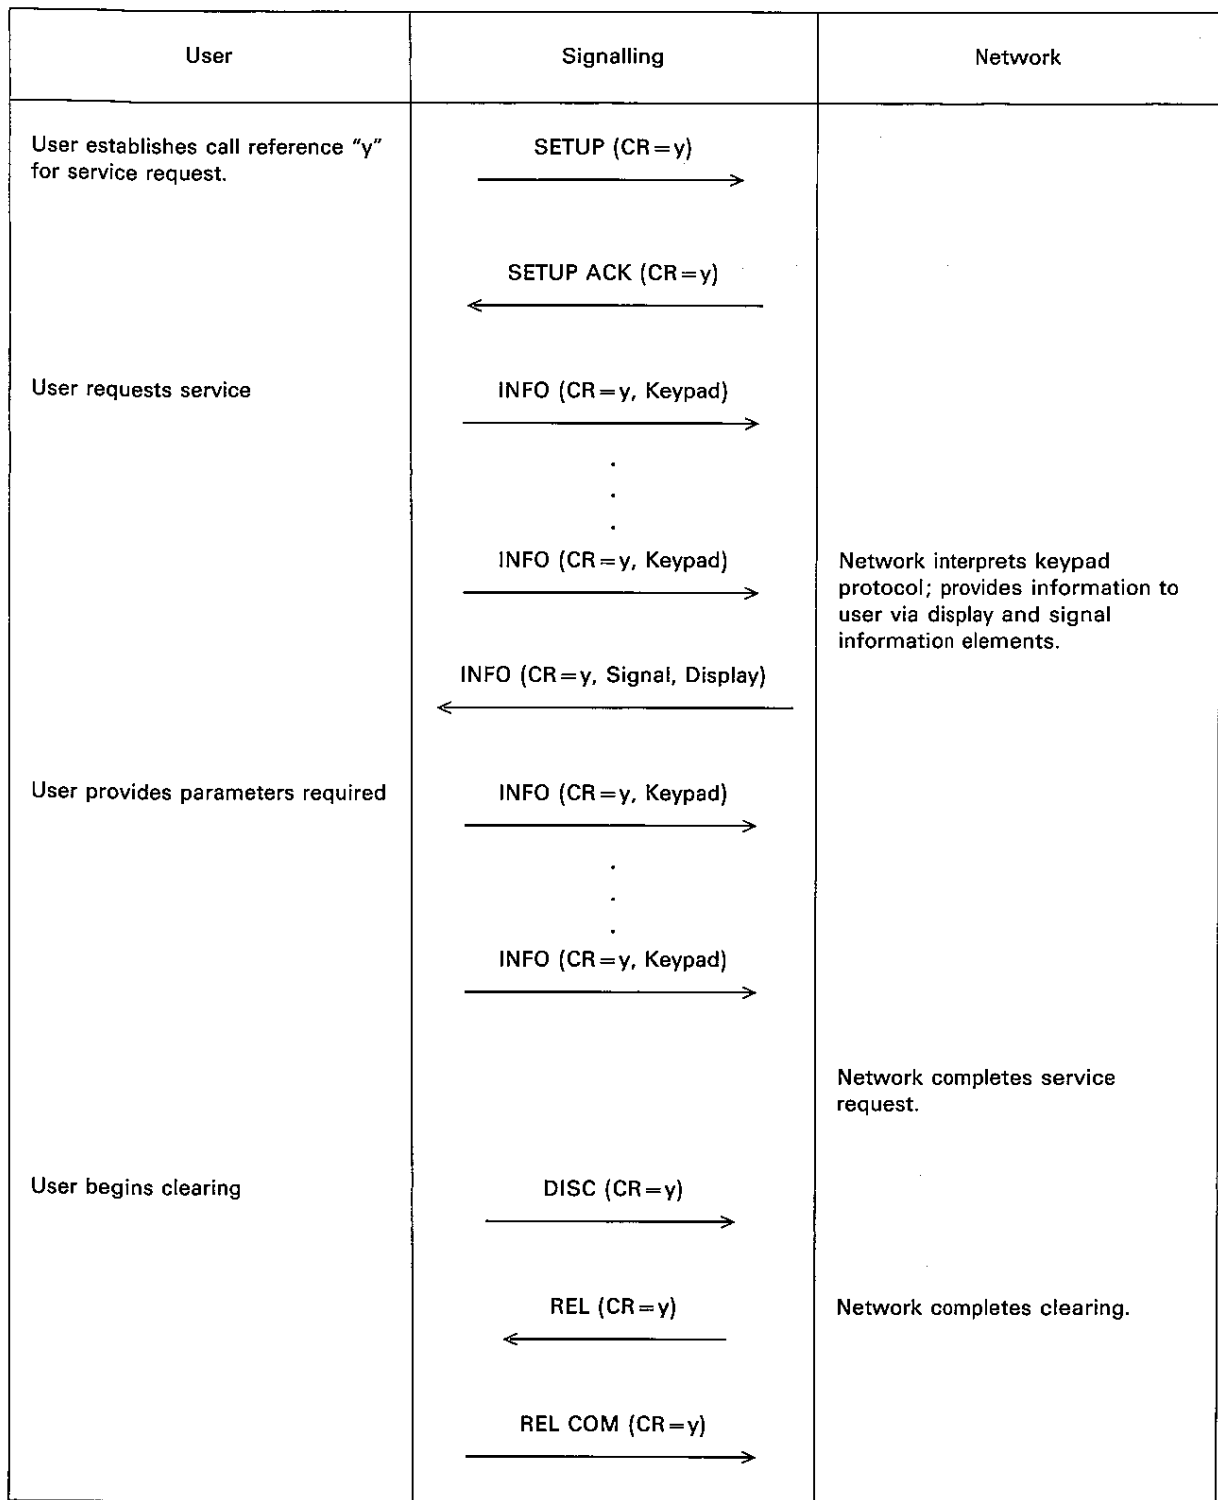 User
Signalling
Network
User establishes call reference "y"
for service request.
SETUP (CR=y)
SETUP ACK (CR=y)
User requests service
INFO (CR=y, Keypad)
.
.
.
INFO (CR=y, Keypad)
Network interprets keypad
protocol; provides information to
user via display and signal
information elements.
INFO (CR=y, Signal, Display)
User provides parameters required
INFO (CR=y, Keypad)
.
.
.
INFO (CR=y, Keypad)
Network completes service
request.
User begins clearing
DISC (CR=y)
REL (CR=y)
Network completes clearing.
REL COM (CR=y)